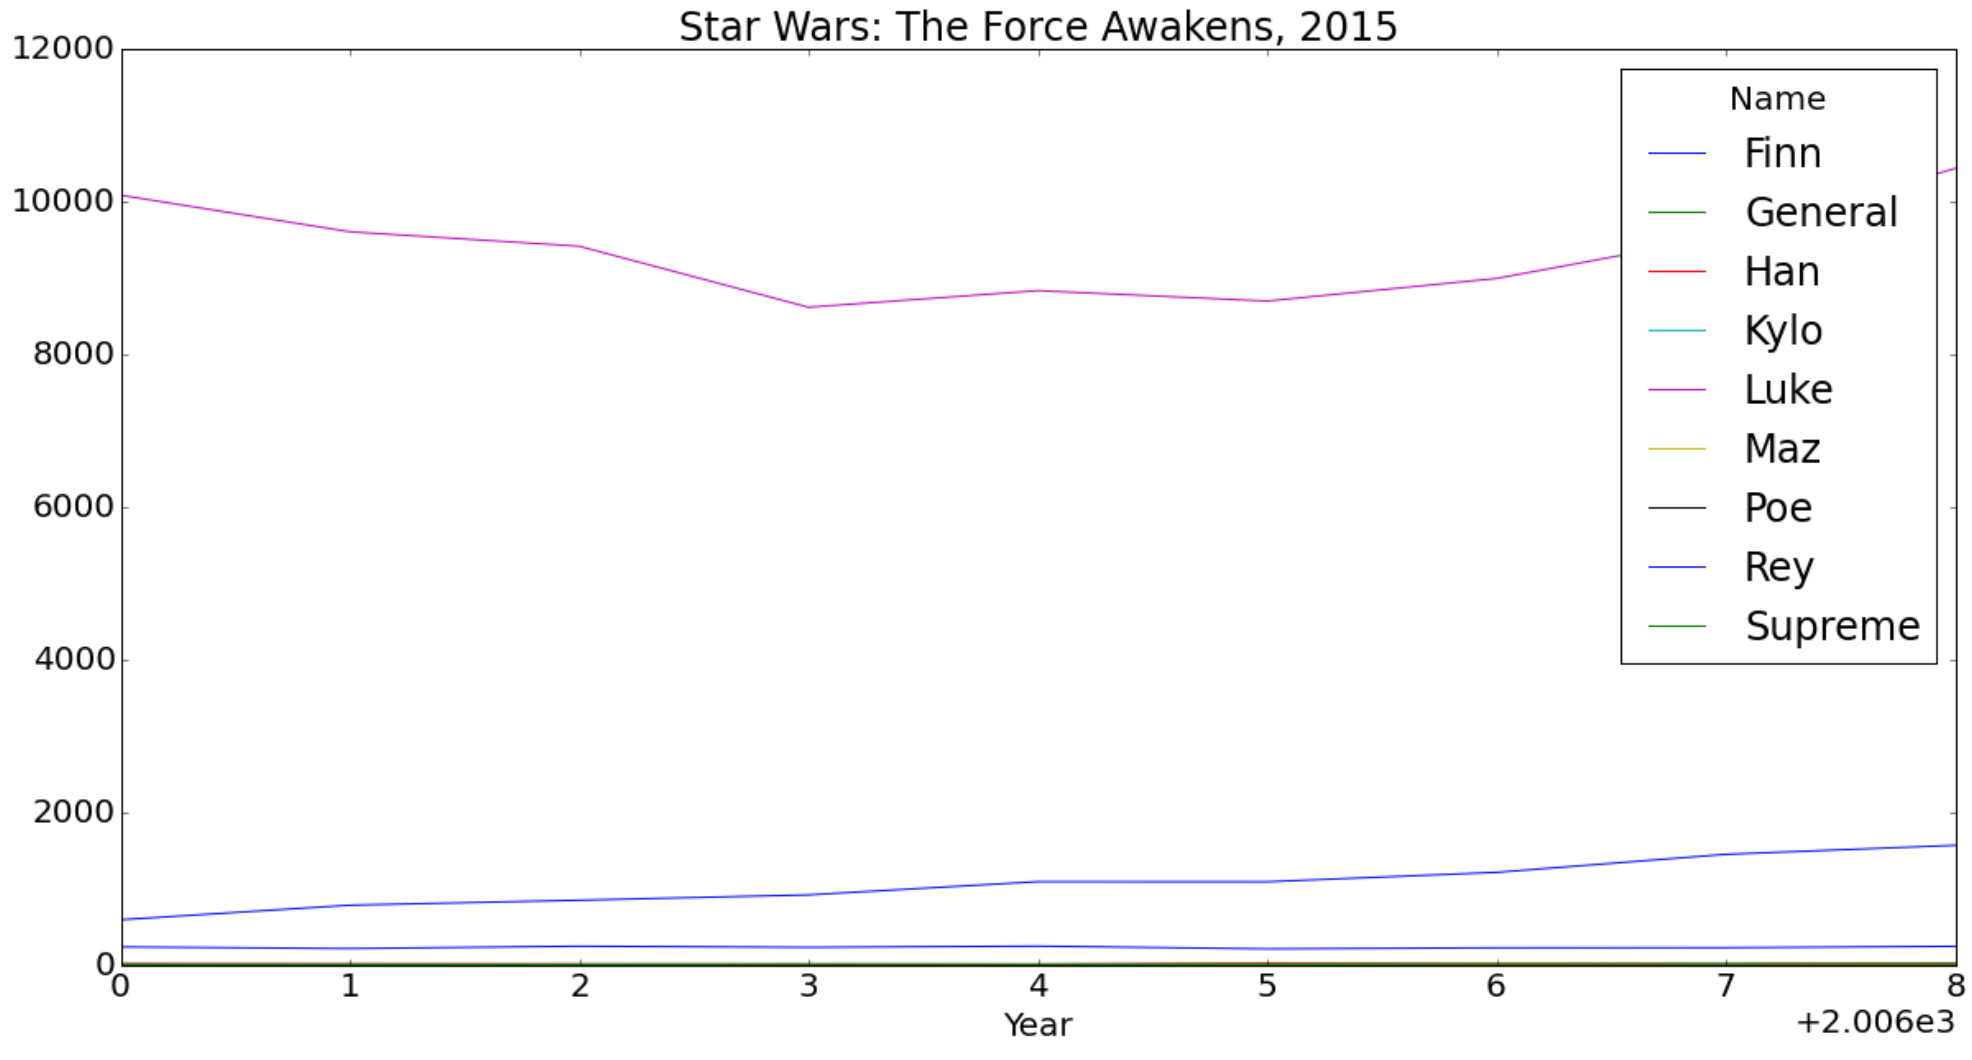 Star Wars: The Force Awakens, 2015
12000
10000
8000
6000
4000
2000
0
Name
Finn
General
Han
Kylo
Luke
Maz
Poe
Rey
Supreme
0 1 2 3 4 5 6 7 8
Year
+2.006e3